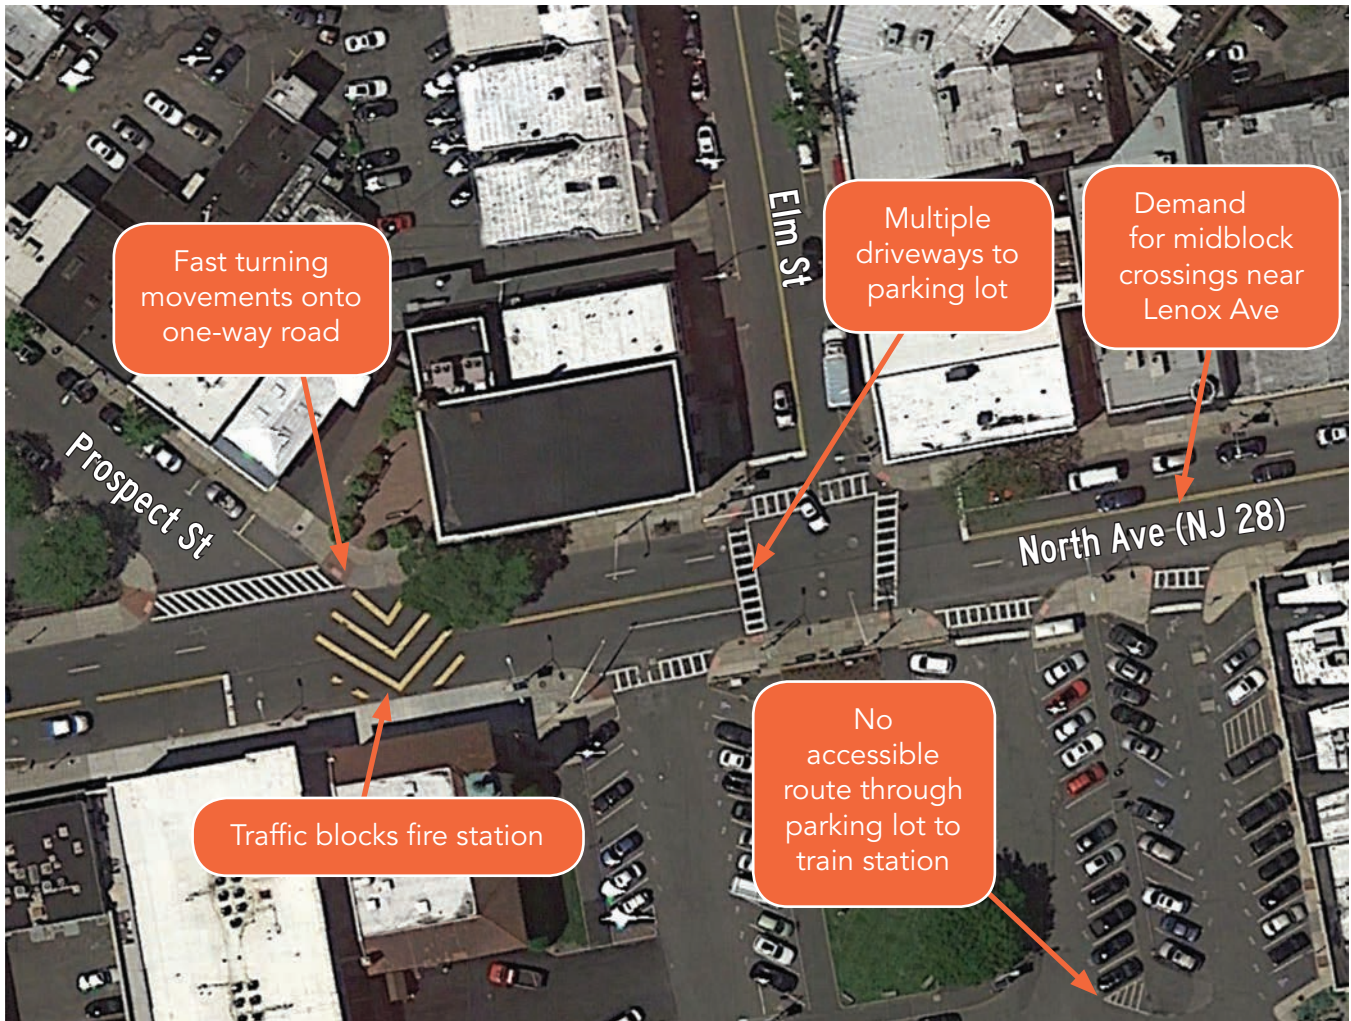 Elm St
Multiple
driveways to
parking lot
Demand
for midblock
crossings near
Lenox Ave
Fast turning
movements onto
one-way road
Prospect St
North Ave (NJ 28)
No
accessible
route through
parking lot to
train station
Traffic blocks fire station